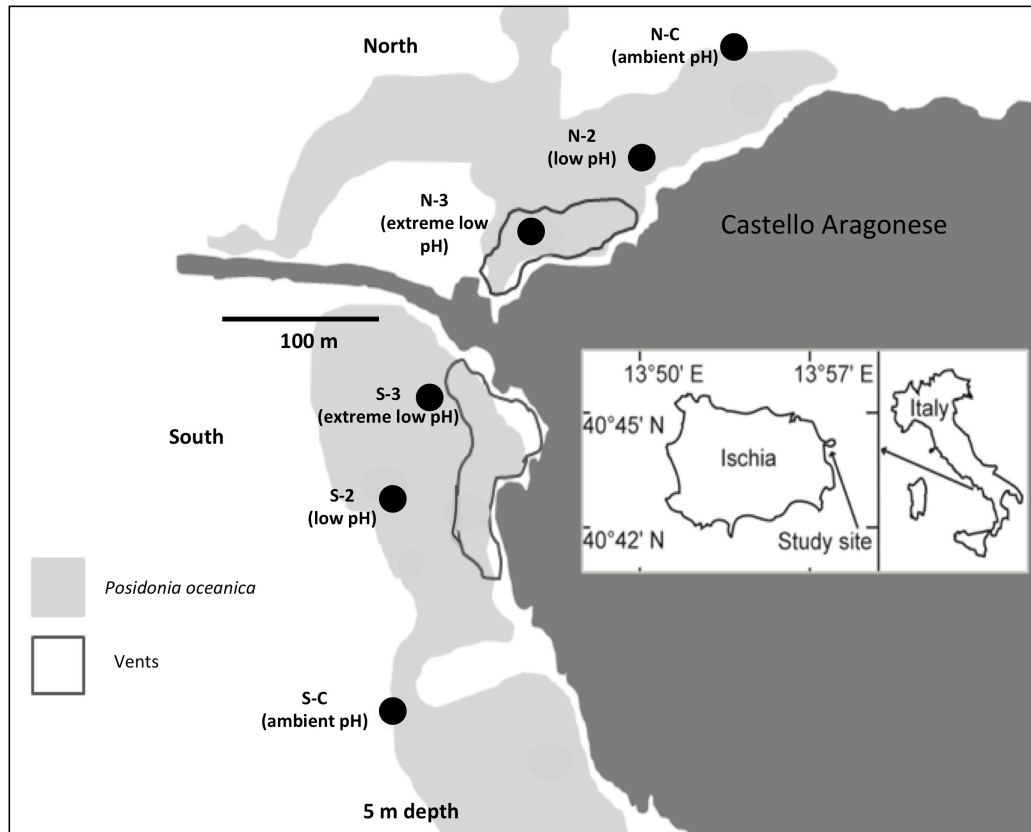 North
N-C
(ambient pH)
N-2
(low pH)
N-3
(extreme low
pH)
Castello Aragonese
100 m
S-3
(extreme low pH)
South
S-2
(low pH)
13°50' E
13°57' E
40°45' N
Italy
Ischia
40°42' N
Study site
Posidonia oceanica
Vents
S-C
(ambient pH)
5 m depth